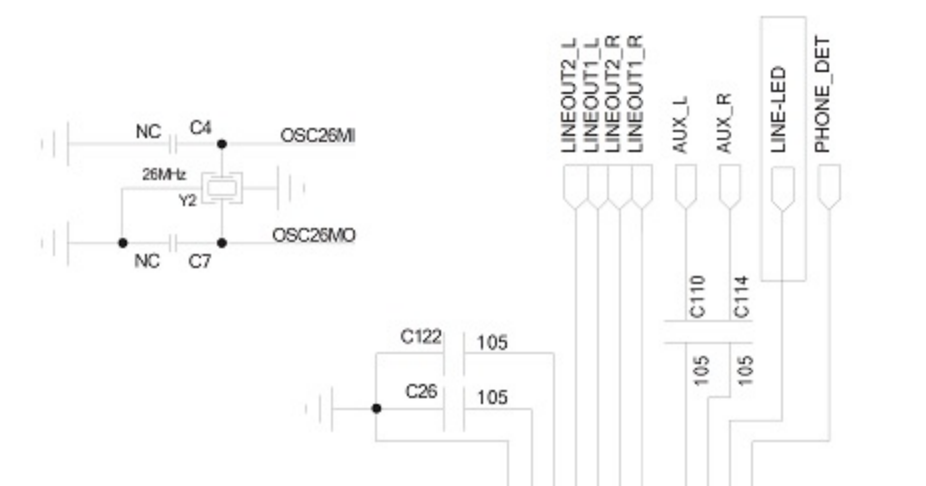 NC C4 OSC26MI
26MHz
Y2
OSC26MO
NC C7
LINEOUT2_L
LINEOUT1_L
LINEOUT2_R
LINEOUT1_R
AUX_L
AUX_R
LINE-LED
PHONE_DET
C110
C114
105
105
C122 105
C26 105